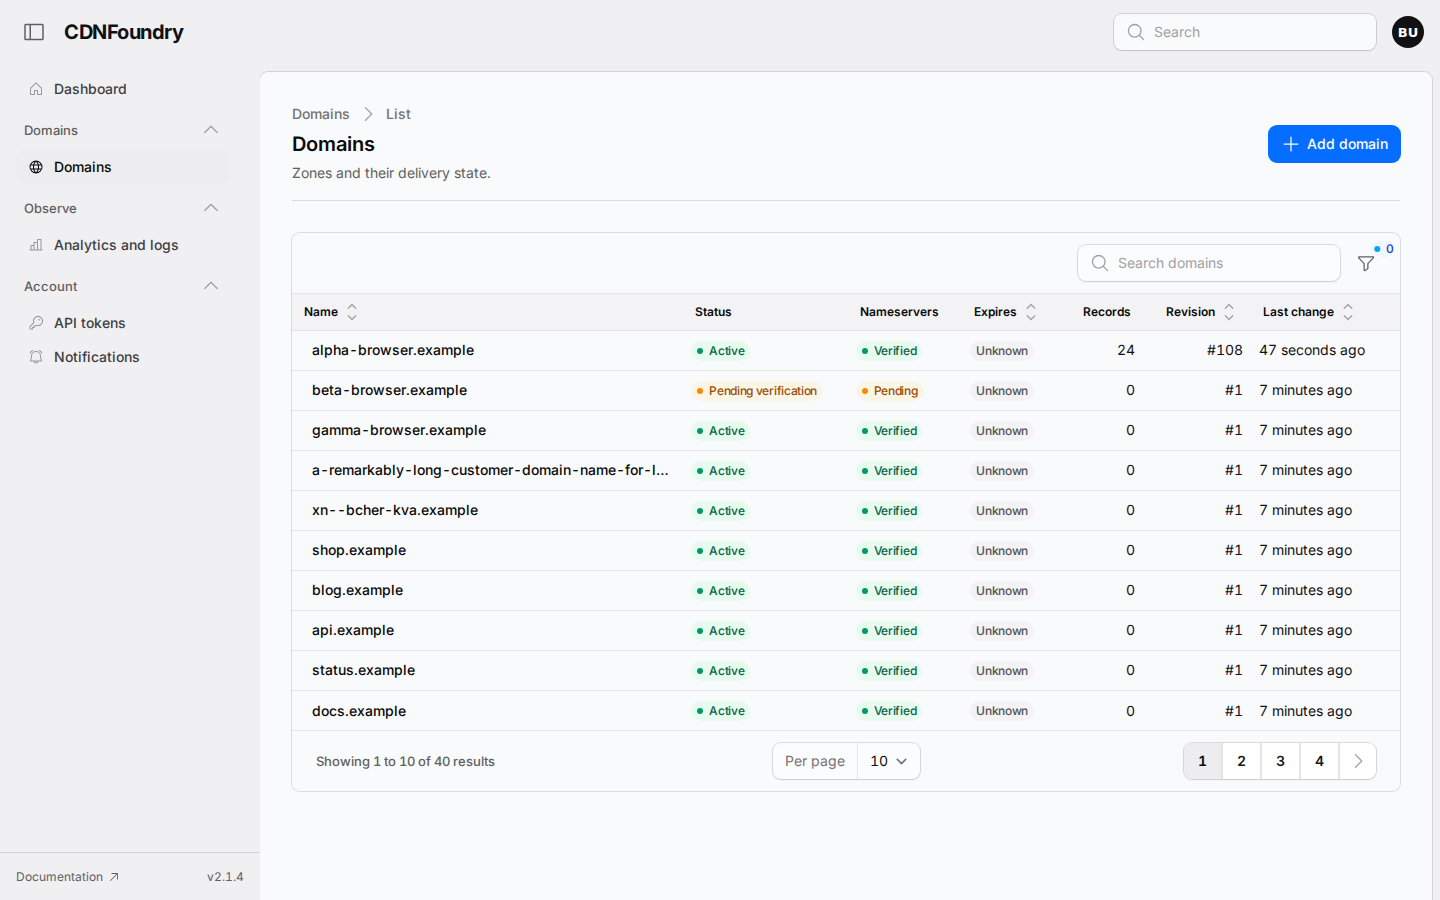 CDNFoundry
Search
BU
Dashboard
Domains
Domains
Observe
Analytics and logs
Account
API tokens
Notifications
Documentation
v2.1.4
Domains > List
Domains
Zones and their delivery state.
Add domain
Search domains
0
Name Status Nameservers Expires Records Revision Last change
alpha-browser.example Active Verified Unknown 24 #108 47 seconds ago
beta-browser.example Pending verification Pending Unknown 0 #1 7 minutes ago
gamma-browser.example Active Verified Unknown 0 #1 7 minutes ago
a-remarkably-long-customer-domain-name-for-l... Active Verified Unknown 0 #1 7 minutes ago
xn--bcher-kva.example Active Verified Unknown 0 #1 7 minutes ago
shop.example Active Verified Unknown 0 #1 7 minutes ago
blog.example Active Verified Unknown 0 #1 7 minutes ago
api.example Active Verified Unknown 0 #1 7 minutes ago
status.example Active Verified Unknown 0 #1 7 minutes ago
docs.example Active Verified Unknown 0 #1 7 minutes ago
Showing 1 to 10 of 40 results
Per page 10
1 2 3 4